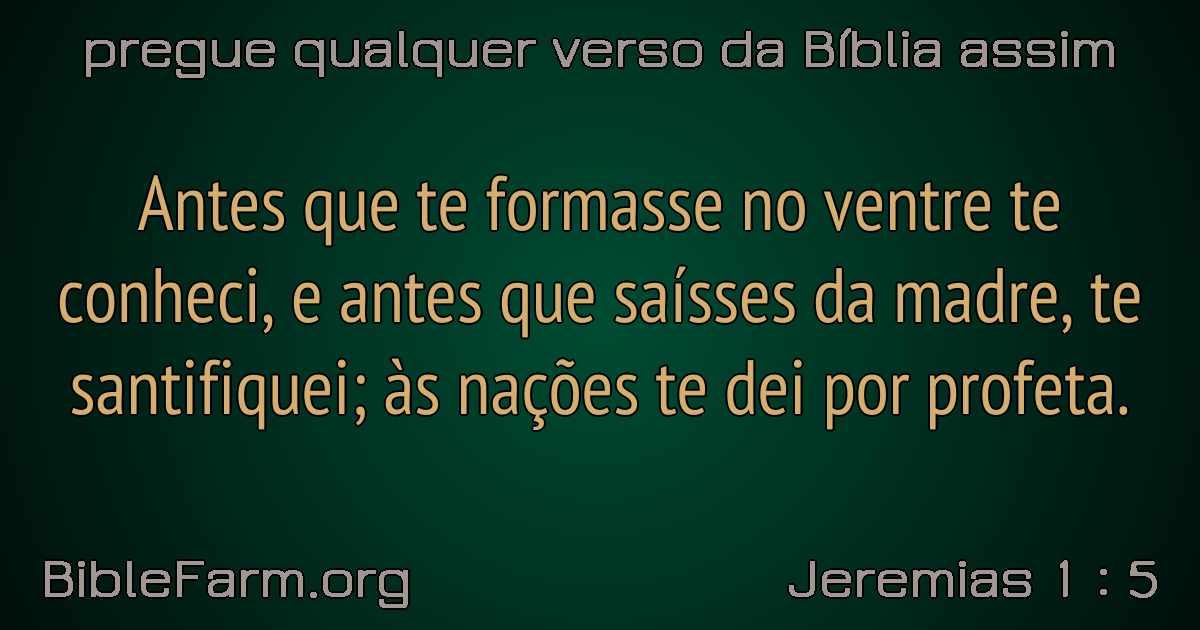 pregue qualquer verso da Bíblia assim
Antes que te formasse no ventre te
conheci, e antes que saísses da madre, te
santifiquei; às nações te dei por profeta.
BibleFarm.org
Jeremias 1 : 5